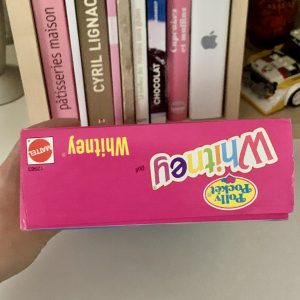 pâtisseries maison
CYRIL LIGNAC
CHOCOLAT
Cupcakes et muffins
Polly Pocket
Whitney
Whitney®
MATTEL